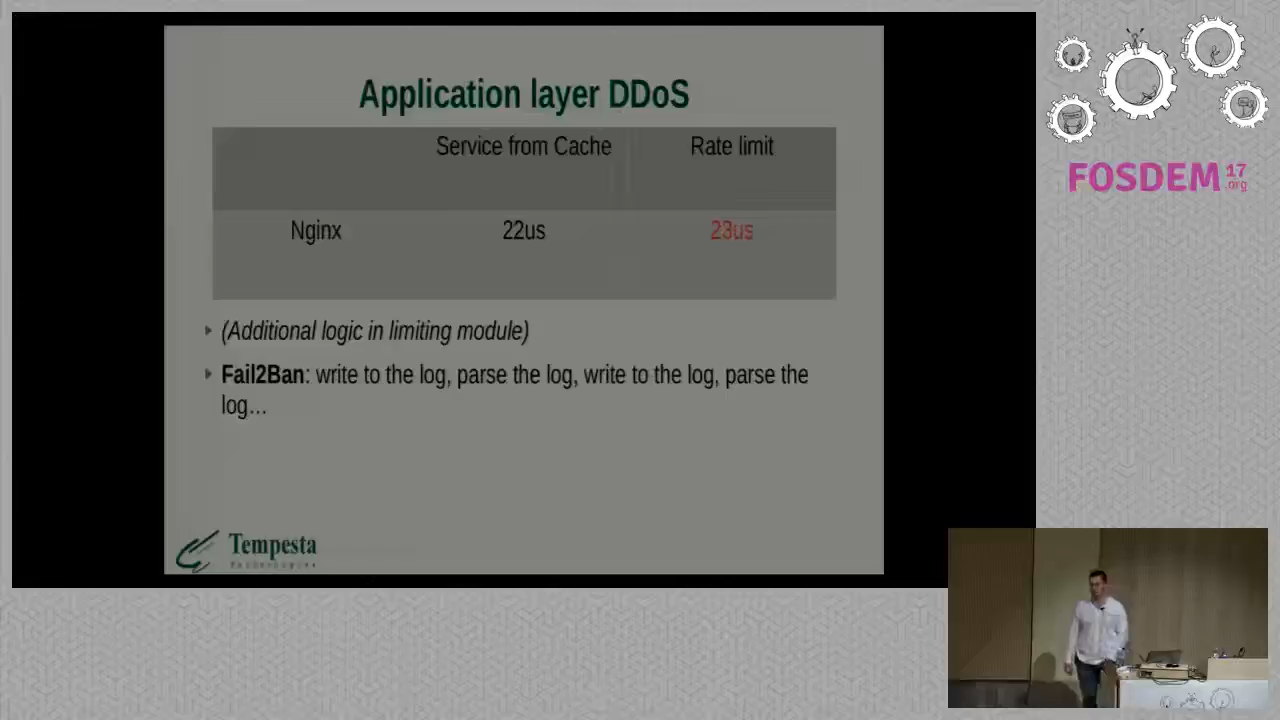 Application layer DDoS
Service from Cache
Rate limit
Nginx
22us
23us
(Additional logic in limiting module)
Fail2Ban: write to the log, parse the log, write to the log, parse the
log...
Tempesta
Technologies
FOSDEM 17
.org